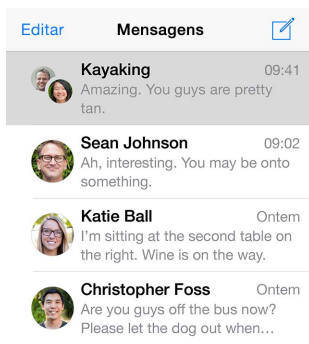 Editar Mensagens
Kayaking 09:41
Amazing. You guys are pretty
tan.
Sean Johnson 09:02
Ah, interesting. You may be onto
something.
Katie Ball Ontem
I'm sitting at the second table on
the right. Wine is on the way.
Christopher Foss Ontem
Are you guys off the bus now?
Please let the dog out when…